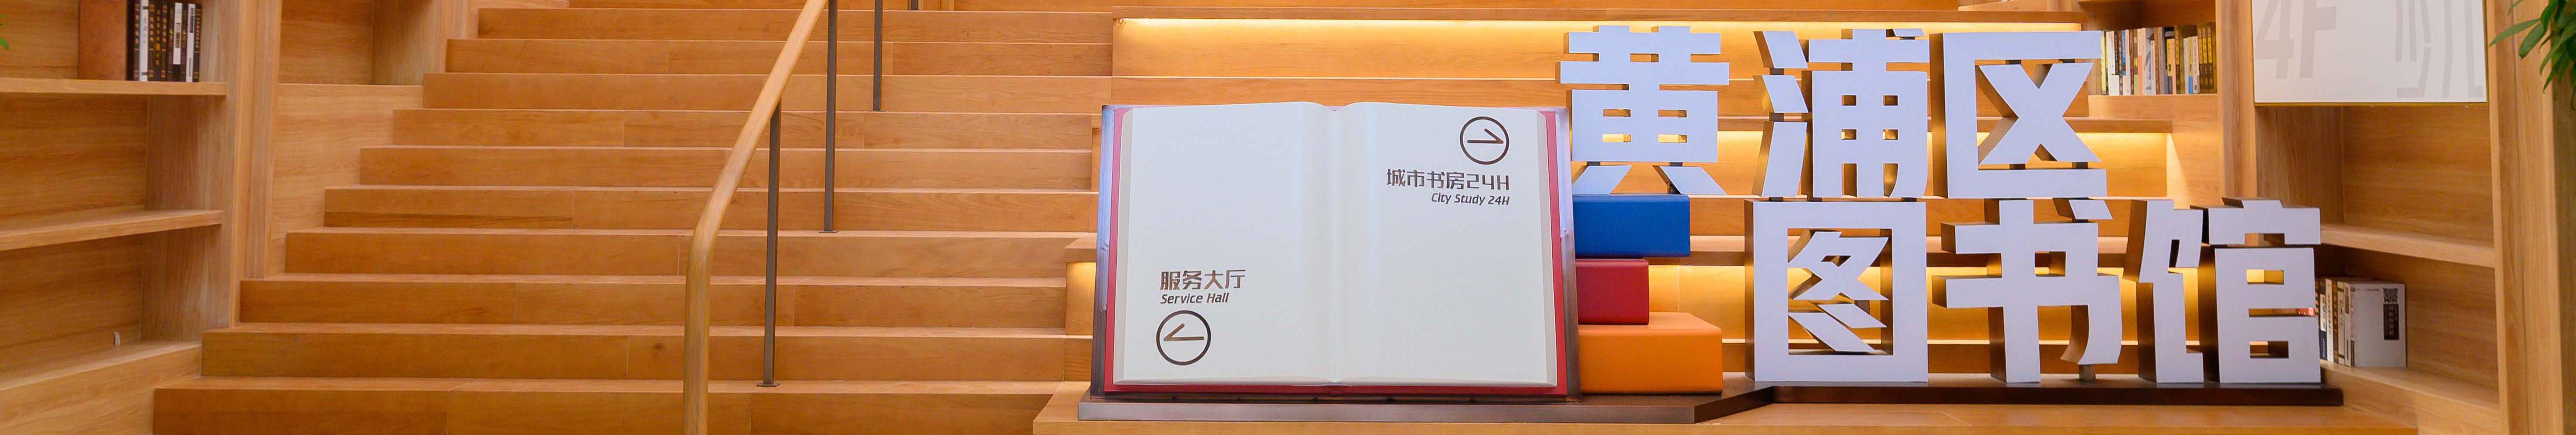 城市书房24H
City Study 24H
服务大厅
Service Hall
黄浦区
图书馆
4F